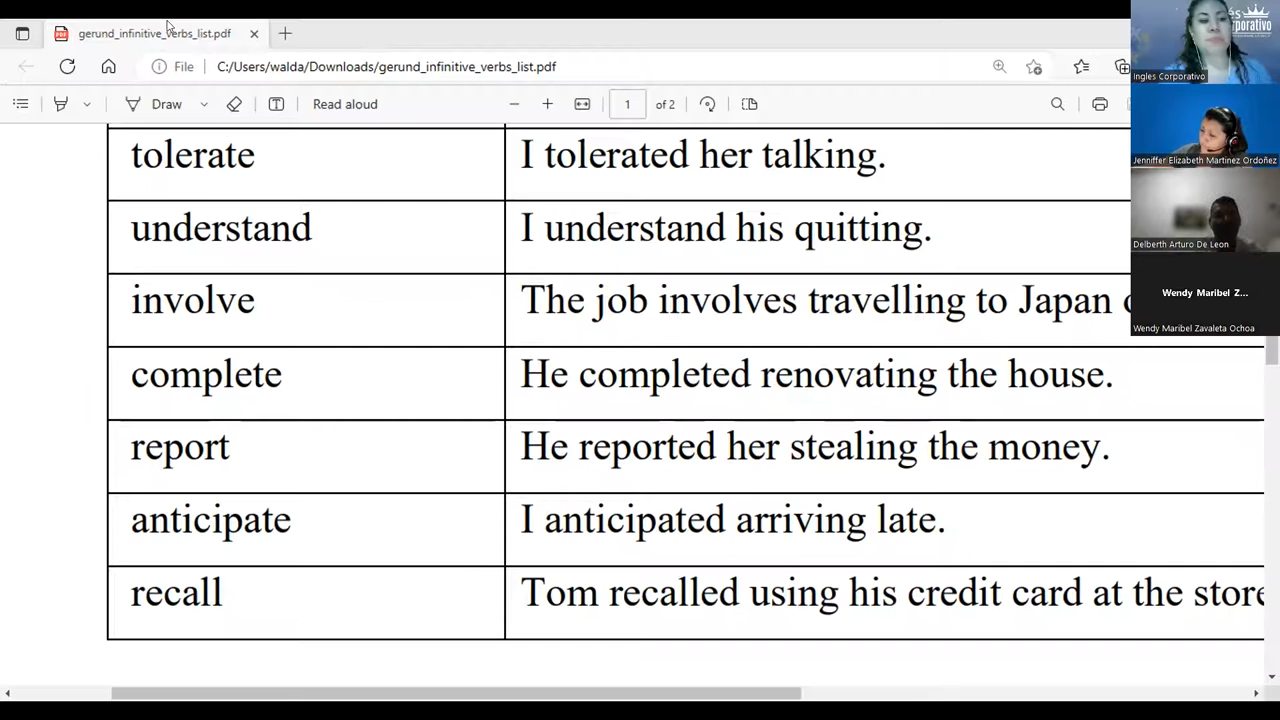 gerund_infinitive_verbs_list.pdf
File C:/Users/walda/Downloads/gerund_infinitive_verbs_list.pdf
Draw Read aloud 1 of 2
tolerate I tolerated her talking.
understand I understand his quitting.
involve The job involves travelling to Japan
complete He completed renovating the house.
report He reported her stealing the money.
anticipate I anticipated arriving late.
recall Tom recalled using his credit card at the store
Ingles Corporativo
Jenniffer Elizabeth Martinez Ordoñez
Delberth Arturo De Leon
Wendy Maribel Z...
Wendy Maribel Zavaleta Ochoa